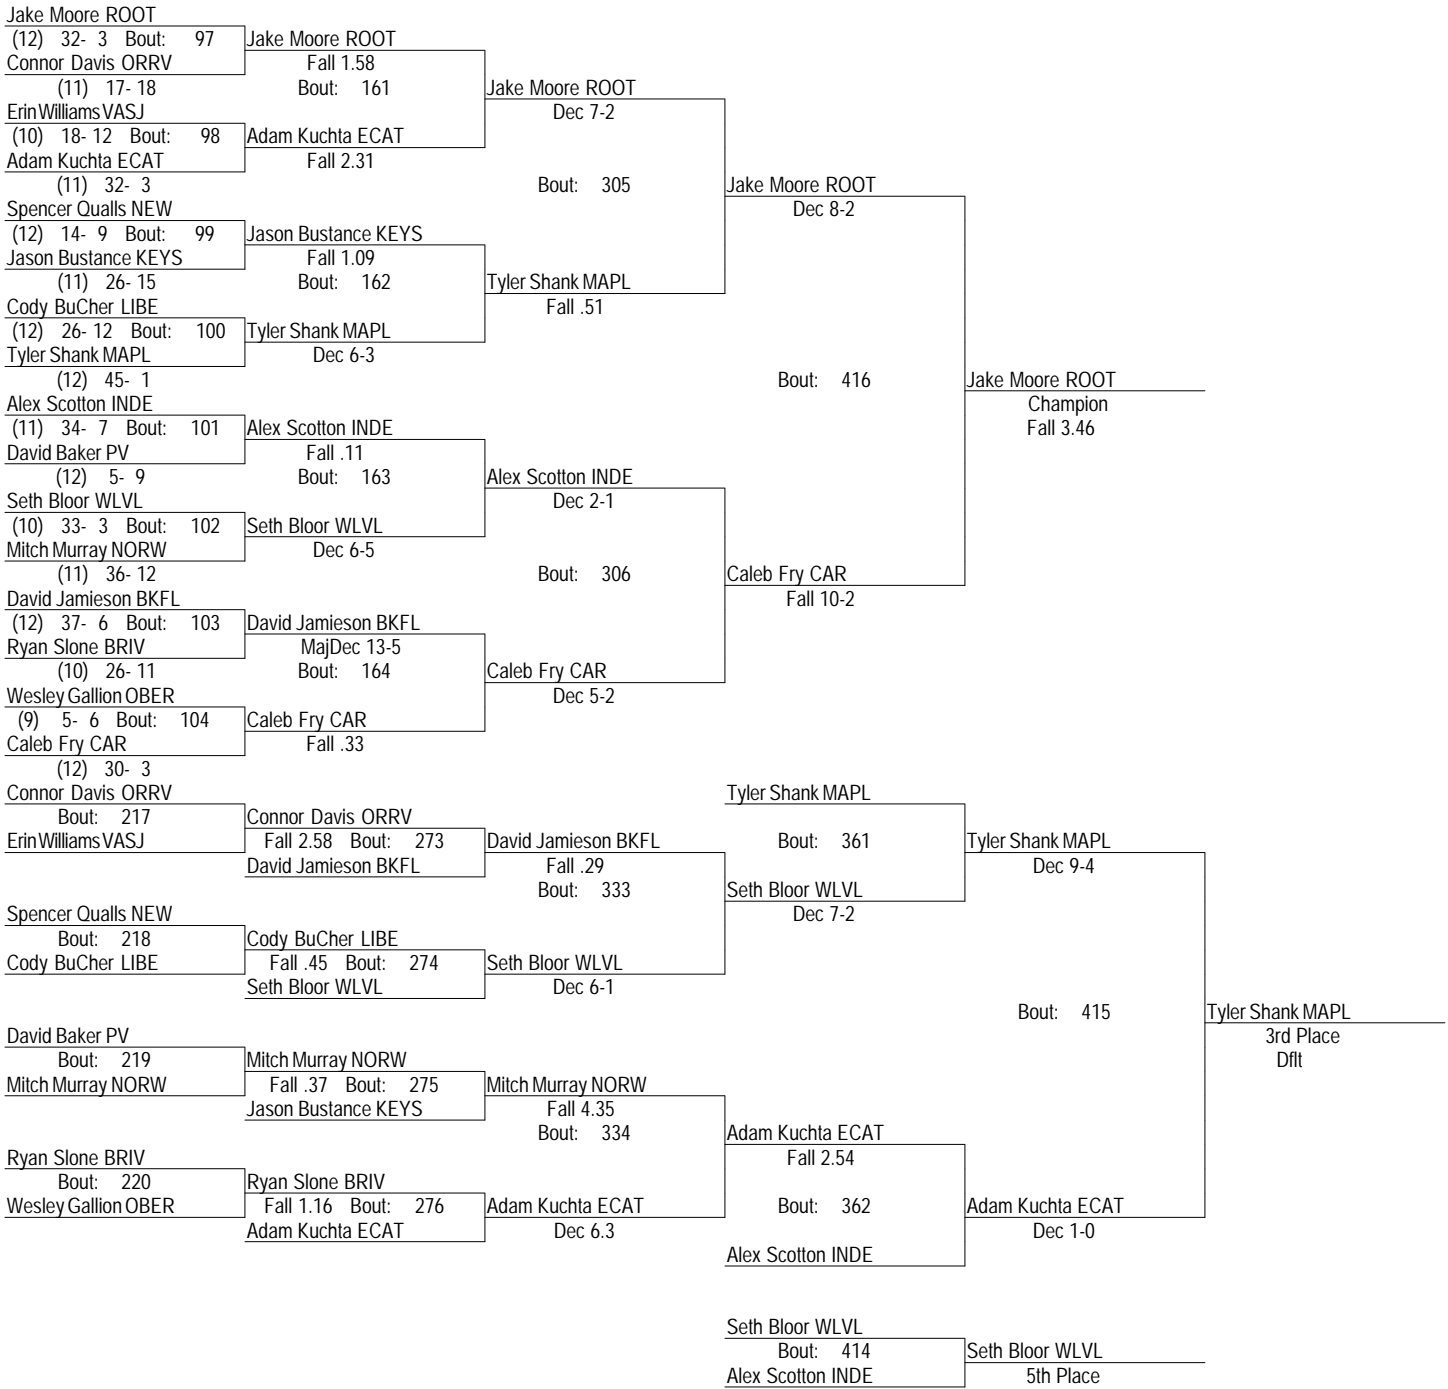 Jake Moore ROOT
(12) 32- 3 Bout: 97 Jake Moore ROOT
Connor Davis ORRV Fall 1.58
(11) 17- 18 Bout: 161 Jake Moore ROOT
Erin Williams VASJ Dec 7-2
(10) 18- 12 Bout: 98 Adam Kuchta ECAT
Adam Kuchta ECAT Fall 2.31
(11) 32- 3 Bout: 305 Jake Moore ROOT
Spencer Qualls NEW Dec 8-2
(12) 14- 9 Bout: 99 Jason Bustance KEYS
Jason Bustance KEYS Fall 1.09
(11) 26- 15 Bout: 162 Tyler Shank MAPL
Cody BuCher LIBE Fall .51
(12) 26- 12 Bout: 100 Tyler Shank MAPL
Tyler Shank MAPL Dec 6-3
(12) 45- 1 Bout: 416 Jake Moore ROOT
Alex Scotton INDE Champion
(11) 34- 7 Bout: 101 Alex Scotton INDE Fall 3.46
David Baker PV Fall .11
(12) 5- 9 Bout: 163 Alex Scotton INDE
Seth Bloor WLVL Dec 2-1
(10) 33- 3 Bout: 102 Seth Bloor WLVL
Mitch Murray NORW Dec 6-5
(11) 36- 12 Bout: 306 Caleb Fry CAR
David Jamieson BKFL Fall 10-2
(12) 37- 6 Bout: 103 David Jamieson BKFL
Ryan Slone BRIV MajDec 13-5
(10) 26- 11 Bout: 164 Caleb Fry CAR
Wesley Gallion OBER Dec 5-2
(9) 5- 6 Bout: 104 Caleb Fry CAR
Caleb Fry CAR Fall .33
(12) 30- 3
Connor Davis ORRV Tyler Shank MAPL
Bout: 217 Connor Davis ORRV
Erin Williams VASJ Fall 2.58 Bout: 273 David Jamieson BKFL Bout: 361 Tyler Shank MAPL
David Jamieson BKFL Fall .29 Dec 9-4
Bout: 333 Seth Bloor WLVL
Spencer Qualls NEW Dec 7-2
Bout: 218 Cody BuCher LIBE
Cody BuCher LIBE Fall .45 Bout: 274 Seth Bloor WLVL
Seth Bloor WLVL Dec 6-1
Bout: 415 Tyler Shank MAPL
David Baker PV 3rd Place
Bout: 219 Mitch Murray NORW Dflt
Mitch Murray NORW Fall .37 Bout: 275 Mitch Murray NORW
Jason Bustance KEYS Fall 4.35
Bout: 334 Adam Kuchta ECAT
Ryan Slone BRIV Fall 2.54
Bout: 220 Ryan Slone BRIV
Wesley Gallion OBER Fall 1.16 Bout: 276 Adam Kuchta ECAT Bout: 362 Adam Kuchta ECAT
Adam Kuchta ECAT Dec 6.3 Dec 1-0
Alex Scotton INDE
Seth Bloor WLVL
Bout: 414 Seth Bloor WLVL
Alex Scotton INDE 5th Place